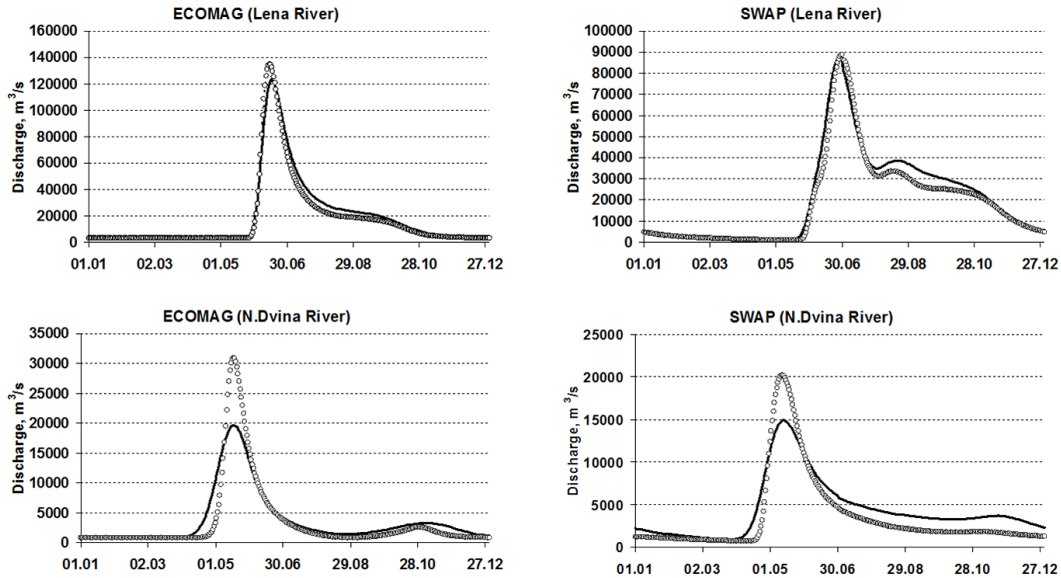 ECOMAG (Lena River)
Discharge, m³/s
160000
140000
120000
100000
80000
60000
40000
20000
0
01.01 02.03 01.05 30.06 29.08 28.10 27.12
SWAP (Lena River)
Discharge, m³/s
100000
90000
80000
70000
60000
50000
40000
30000
20000
10000
0
01.01 02.03 01.05 30.06 29.08 28.10 27.12
ECOMAG (N.Dvina River)
Discharge, m³/s
35000
30000
25000
20000
15000
10000
5000
0
01.01 02.03 01.05 30.06 29.08 28.10 27.12
SWAP (N.Dvina River)
Discharge, m³/s
25000
20000
15000
10000
5000
0
01.01 02.03 01.05 30.06 29.08 28.10 27.12